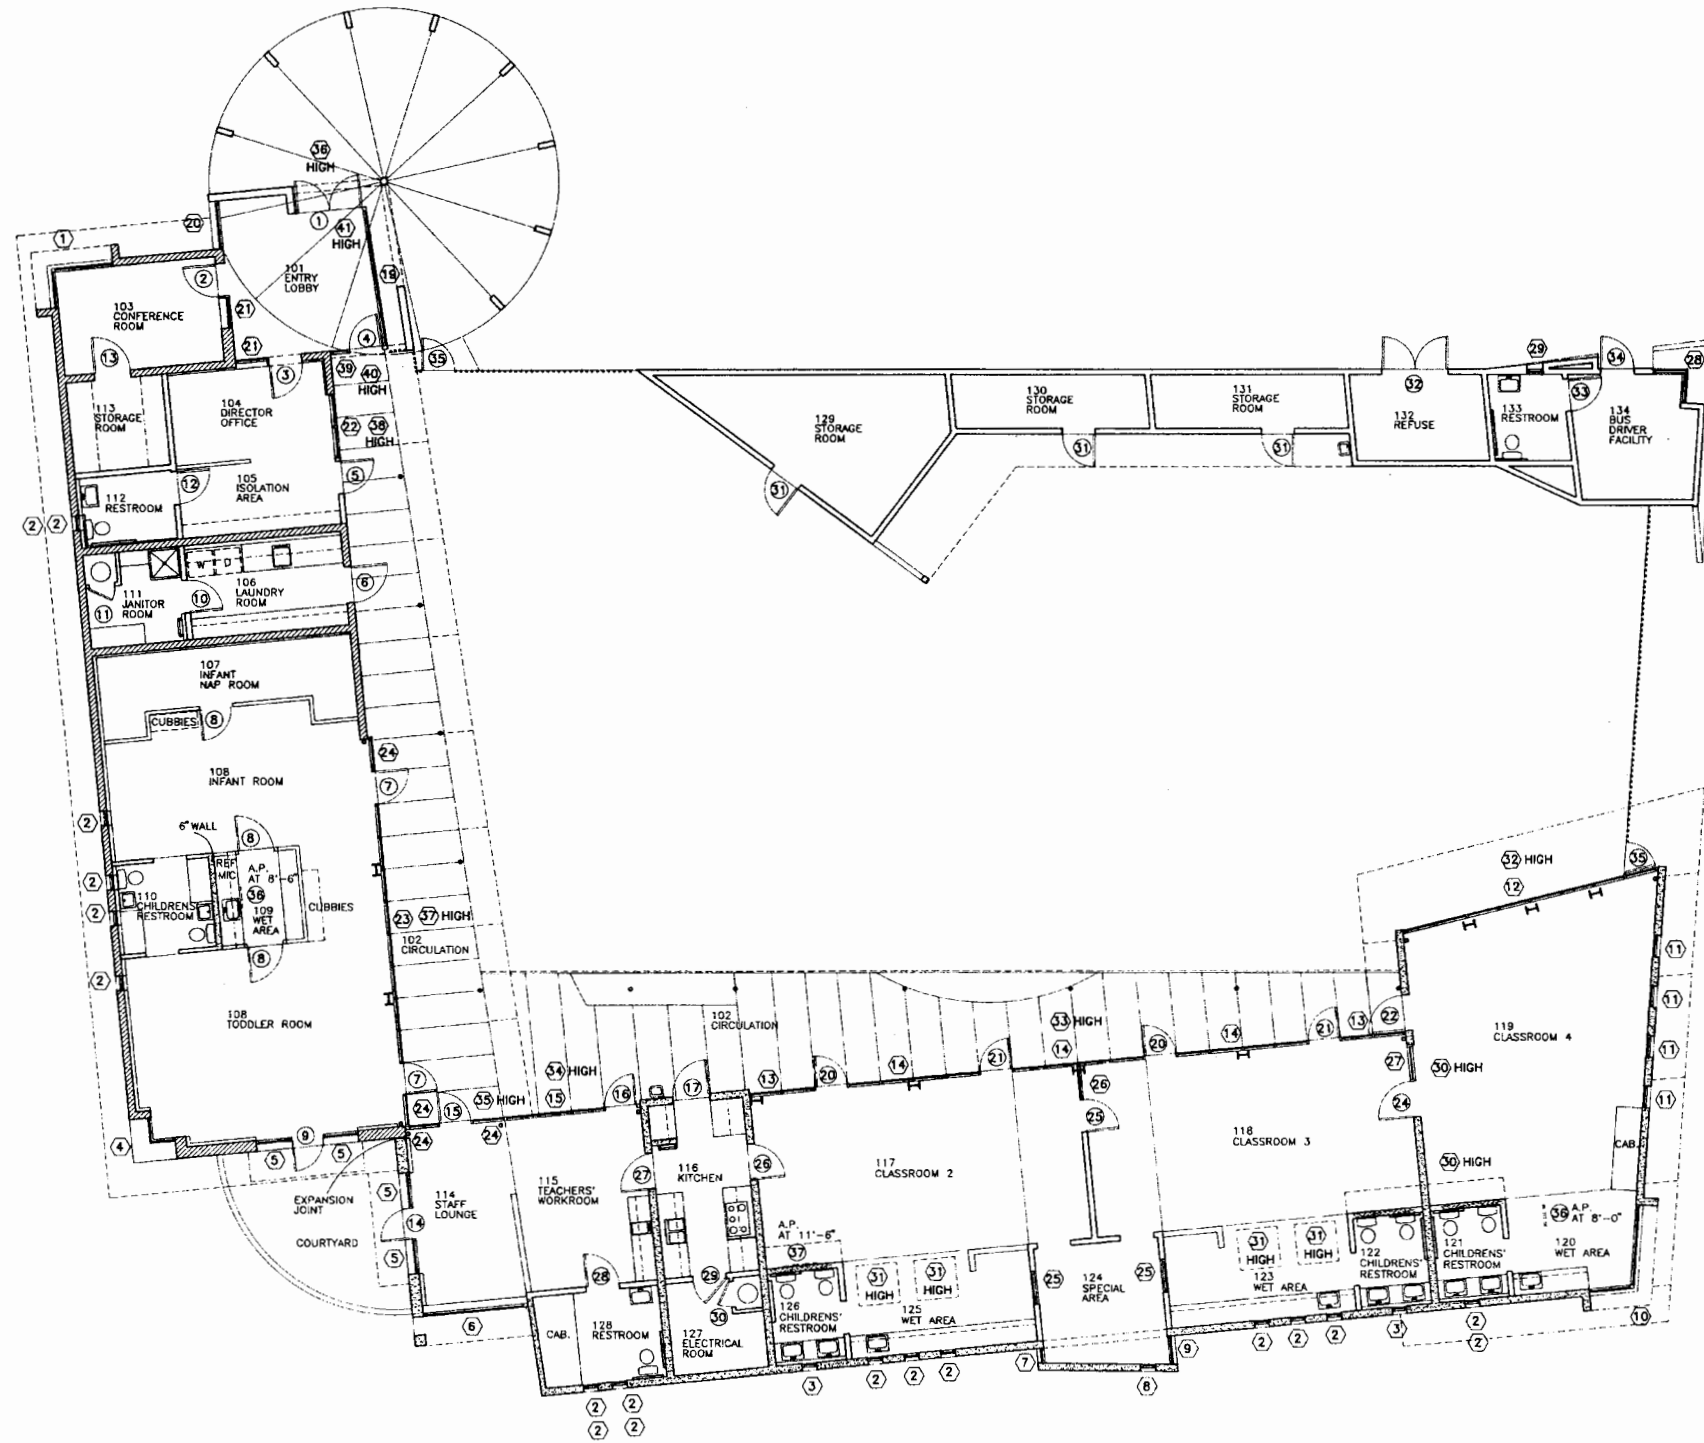 36
HIGH
1
41
HIGH
20
1
101
ENTRY
LOBBY
19
2
103
CONFERENCE
ROOM
21
21
4
35
13
3
39
40
HIGH
29
34
28
32
33
113
STORAGE
ROOM
104
DIRECTOR
OFFICE
22
38
HIGH
129
STORAGE
ROOM
130
STORAGE
ROOM
131
STORAGE
ROOM
132
REFUSE
133
RESTROOM
134
BUS
DRIVER
FACILITY
31
31
31
5
12
105
ISOLATION
AREA
112
RESTROOM
2
2
W
D
6
106
LAUNDRY
ROOM
10
11
111
JANITOR
ROOM
107
INFANT
NAP ROOM
CUBBIES
8
24
7
108
INFANT ROOM
6" WALL
8
2
REF
MIC
A.P.
AT 8'-6"
36
2
2
110
CHILDRENS'
RESTROOM
109
WET
AREA
CUBBIES
8
2
23
37 HIGH
102
CIRCULATION
108
TODDLER ROOM
102
CIRCULATION
33 HIGH
32 HIGH
12
35
11
11
11
11
119
CLASSROOM 4
30 HIGH
22
13
21
14
20
14
21
14
20
13
17
16
34 HIGH
15
35 HIGH
15
7
24
24
24
9
5
5
4
5
14
5
EXPANSION
JOINT
COURTYARD
114
STAFF
LOUNGE
115
TEACHERS'
WORKROOM
27
116
KITCHEN
26
117
CLASSROOM 2
26
25
118
CLASSROOM 3
27
24
30 HIGH
CAB.
A.P.
AT 11'-6"
37
31
HIGH
31
HIGH
25
124
SPECIAL
AREA
25
31
HIGH
31
HIGH
123
WET AREA
122
CHILDRENS'
RESTROOM
121
CHILDRENS'
RESTROOM
36
A.P.
AT 8'-0"
120
WET AREA
28
29
30
6
CAB.
128
RESTROOM
127
ELECTRICAL
ROOM
126
CHILDRENS'
RESTROOM
125
WET AREA
2
2
2
2
3
2
2
2
7
8
9
2
2
2
3
2
2
10